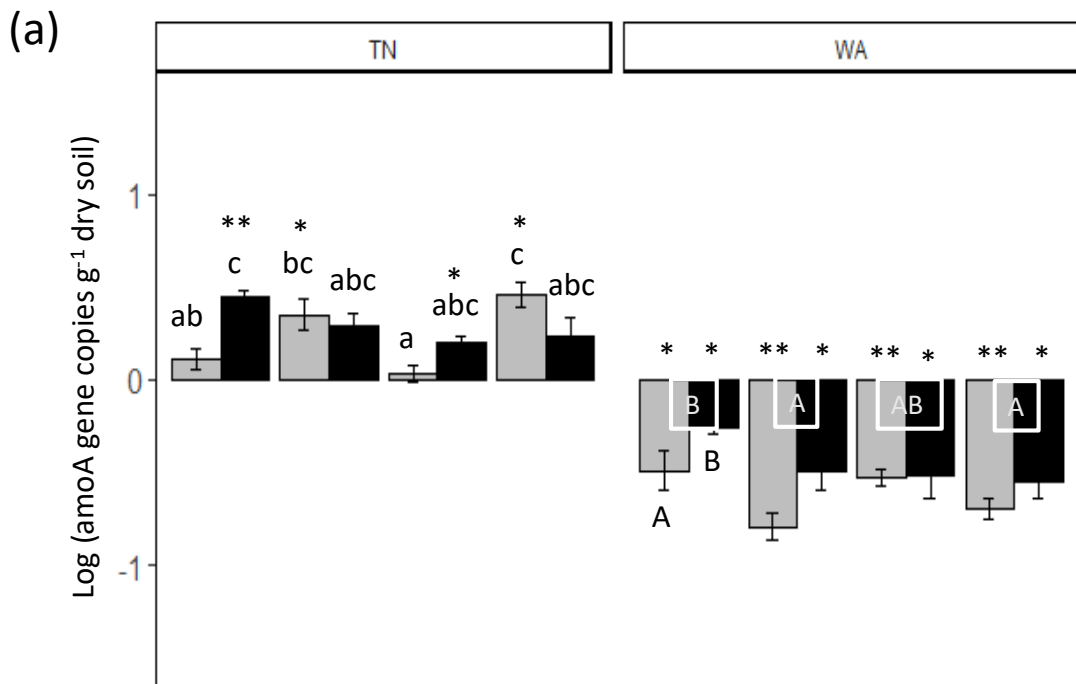 (a)
TN
WA
Log (amoA gene copies g⁻¹ dry soil)
1
0
-1
** * * *
c bc abc c abc
ab a abc
* * ** * ** * ** *
B A AB A
B
A